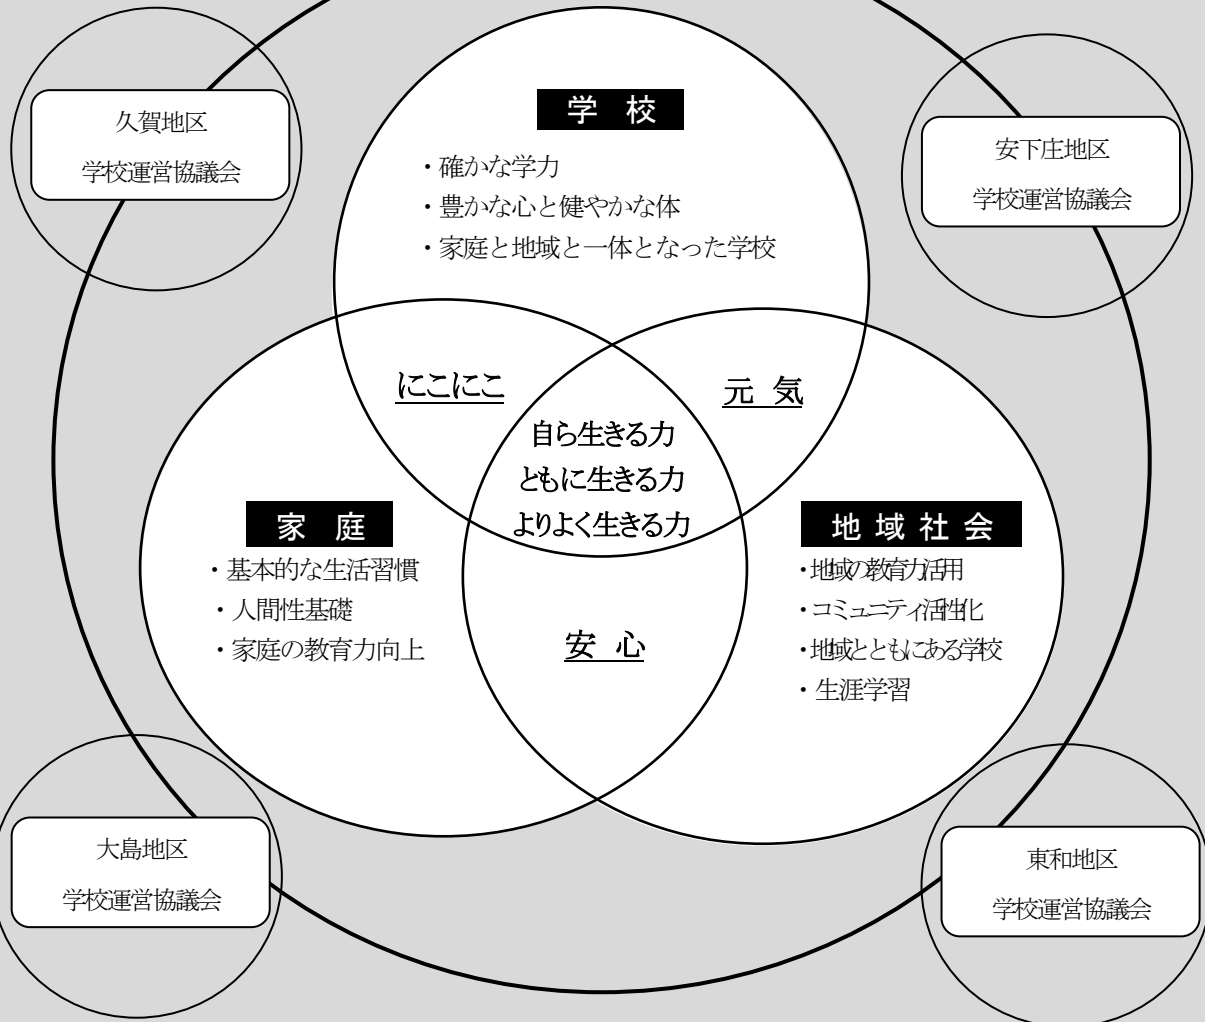 久賀地区
学校運営協議会
安下庄地区
学校運営協議会
学校
・確かな学力
・豊かな心と健やかな体
・家庭と地域と一体となった学校
にこにこ
元気
自ら生きる力
ともに生きる力
よりよく生きる力
家庭
・基本的な生活習慣
・人間性基礎
・家庭の教育力向上
地域社会
・地域の教育力活用
・コミュニティ活性化
・地域とともにある学校
・生涯学習
安心
大島地区
学校運営協議会
東和地区
学校運営協議会